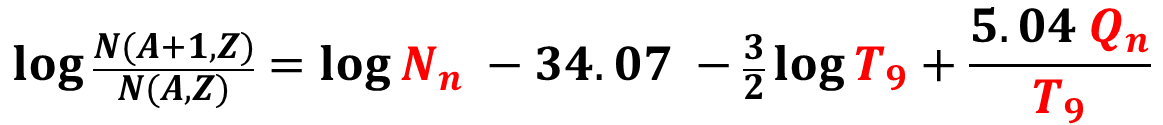 log N(A+1,Z)/N(A,Z) = log Nₙ − 34.07 − 3/2 log T₉ + 5.04 Qₙ/T₉